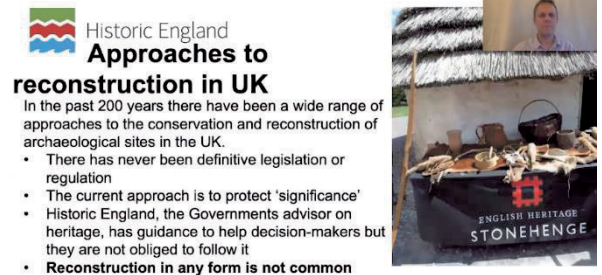 Historic England
Approaches to
reconstruction in UK
In the past 200 years there have been a wide range of
approaches to the conservation and reconstruction of
archaeological sites in the UK.
• There has never been definitive legislation or
regulation
• The current approach is to protect 'significance'
• Historic England, the Governments advisor on
heritage, has guidance to help decision-makers but
they are not obliged to follow it
• Reconstruction in any form is not common
ENGLISH HERITAGE
STONEHENGE